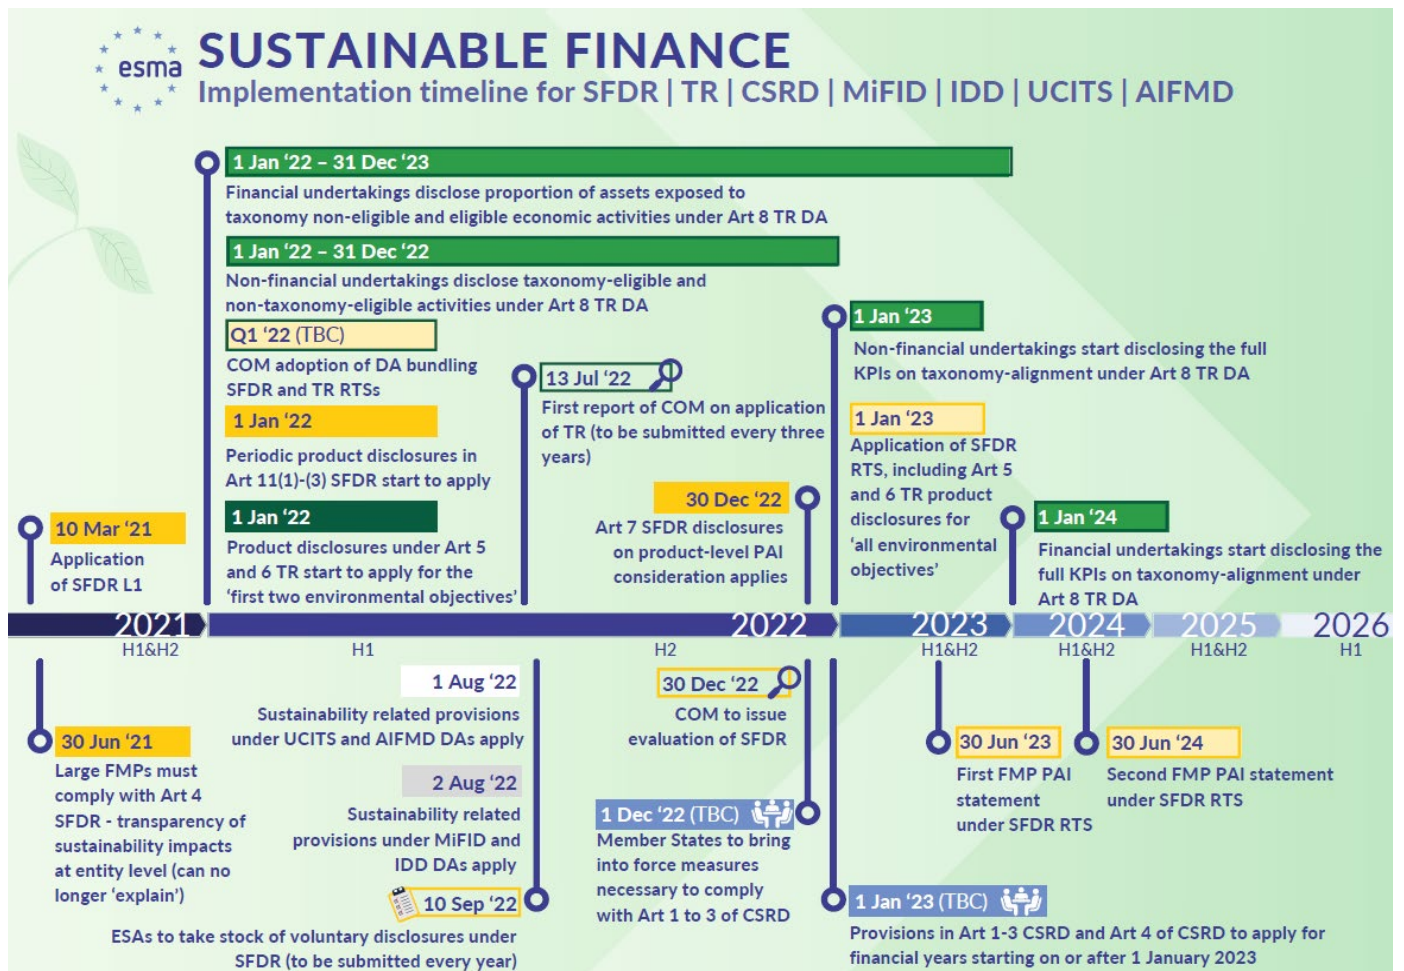 esma
SUSTAINABLE FINANCE
Implementation timeline for SFDR | TR | CSRD | MiFID | IDD | UCITS | AIFMD
1 Jan ‘22 – 31 Dec ‘23
Financial undertakings disclose proportion of assets exposed to
taxonomy non-eligible and eligible economic activities under Art 8 TR DA
1 Jan ‘22 – 31 Dec ‘22
Non-financial undertakings disclose taxonomy-eligible and
non-taxonomy-eligible activities under Art 8 TR DA
Q1 ‘22 (TBC)
COM adoption of DA bundling
SFDR and TR RTSs
1 Jan ‘22
Periodic product disclosures in
Art 11(1)-(3) SFDR start to apply
1 Jan ‘22
Product disclosures under Art 5
and 6 TR start to apply for the
‘first two environmental objectives’
10 Mar ‘21
Application
of SFDR L1
13 Jul ‘22
First report of COM on application
of TR (to be submitted every three
years)
30 Dec ‘22
Art 7 SFDR disclosures
on product-level PAI
consideration applies
1 Jan ‘23
Non-financial undertakings start disclosing the full
KPIs on taxonomy-alignment under Art 8 TR DA
1 Jan ‘23
Application of SFDR
RTS, including Art 5
and 6 TR product
disclosures for
‘all environmental
objectives’
1 Jan ‘24
Financial undertakings start disclosing the
full KPIs on taxonomy-alignment under
Art 8 TR DA
2021 2022 2023 2024 2025 2026
H1&H2 H1 H2 H1&H2 H1&H2 H1&H2 H1
30 Jun ‘21
Large FMPs must
comply with Art 4
SFDR - transparency of
sustainability impacts
at entity level (can no
longer ‘explain’)
1 Aug ‘22
Sustainability related provisions
under UCITS and AIFMD DAs apply
2 Aug ‘22
Sustainability related
provisions under MiFID and
IDD DAs apply
10 Sep ‘22
ESAs to take stock of voluntary disclosures under
SFDR (to be submitted every year)
30 Dec ‘22
COM to issue
evaluation of SFDR
1 Dec ‘22 (TBC)
Member States to bring
into force measures
necessary to comply
with Art 1 to 3 of CSRD
1 Jan ‘23 (TBC)
Provisions in Art 1-3 CSRD and Art 4 of CSRD to apply for
financial years starting on or after 1 January 2023
30 Jun ‘23
First FMP PAI
statement
under SFDR RTS
30 Jun ‘24
Second FMP PAI statement
under SFDR RTS